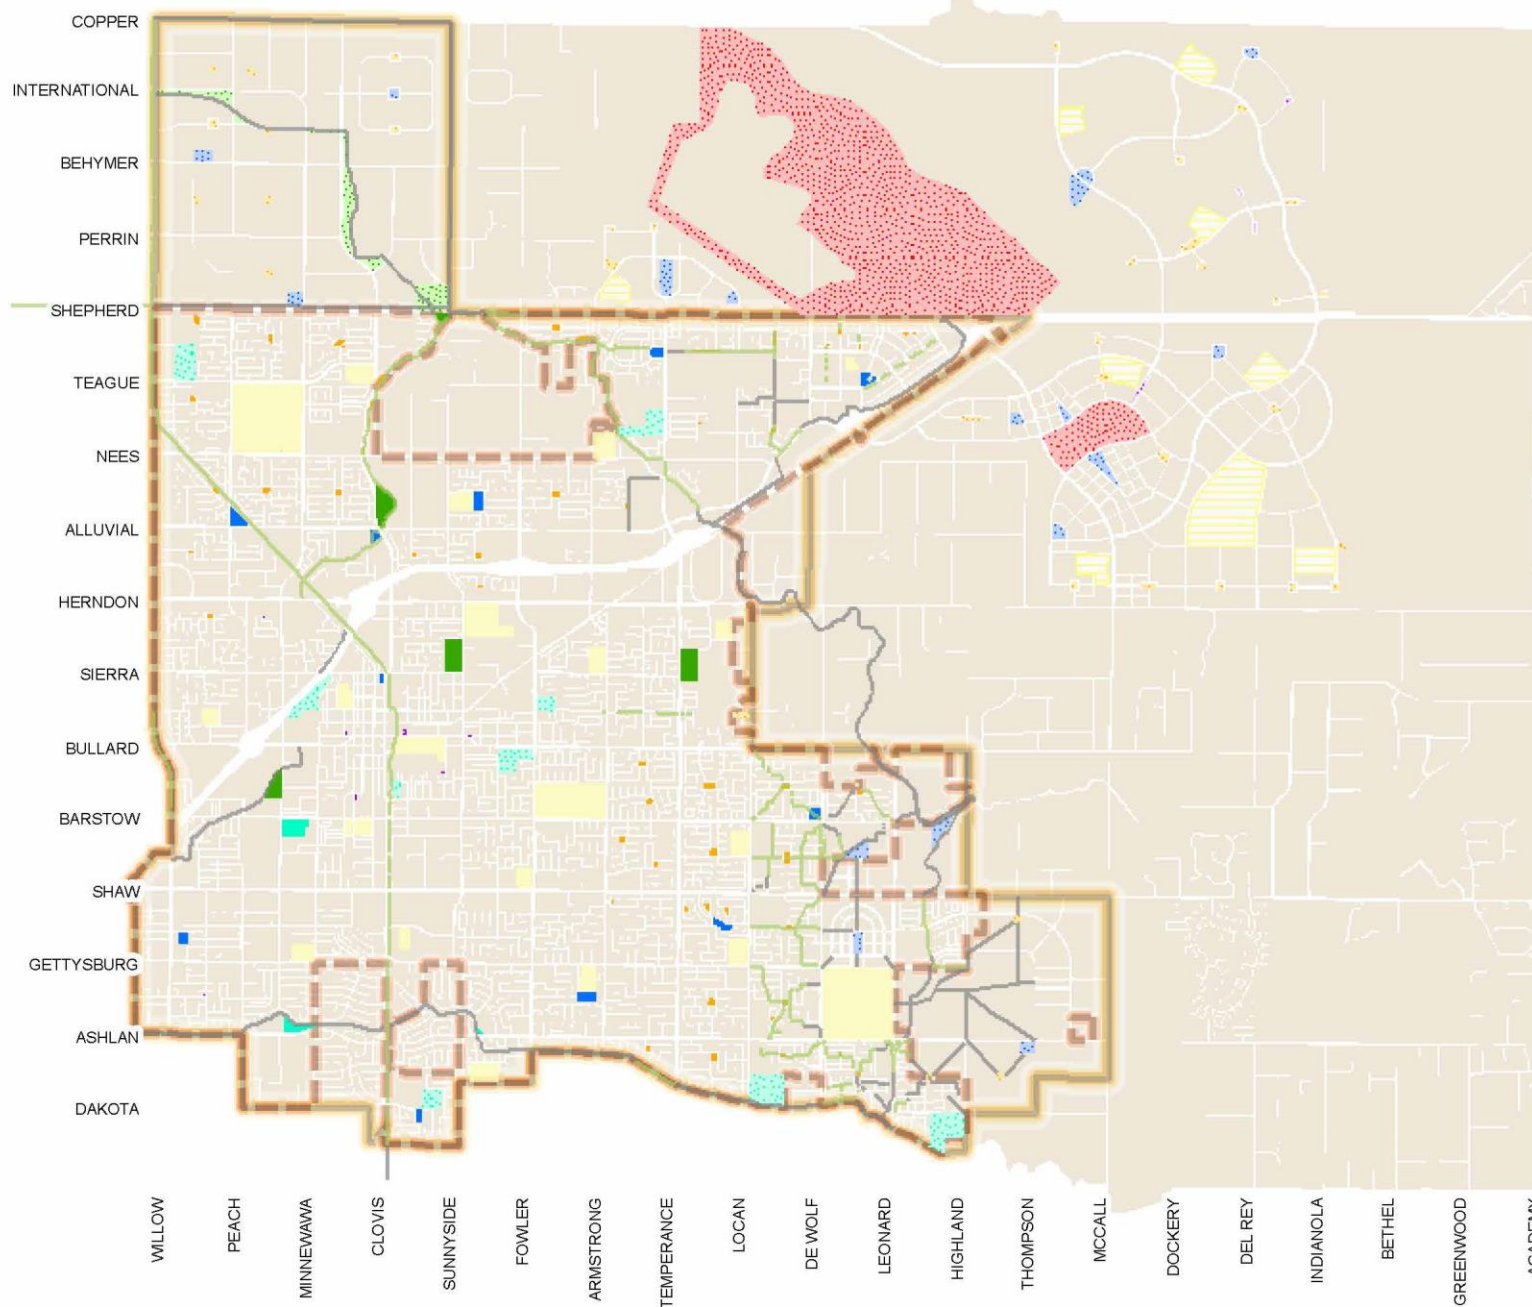 COPPER
INTERNATIONAL
BEHYMER
PERRIN
SHEPHERD
TEAGUE
NEES
ALLUVIAL
HERNDON
SIERRA
BULLARD
BARSTOW
SHAW
GETTYSBURG
ASHLAN
DAKOTA
WILLOW
PEACH
MINNEWAWA
CLOVIS
SUNNYSIDE
FOWLER
ARMSTRONG
TEMPERANCE
LOCAN
DE WOLF
LEONARD
HIGHLAND
THOMPSON
MCCALL
DOCKERY
DEL REY
INDIANOLA
BETHEL
GREENWOOD